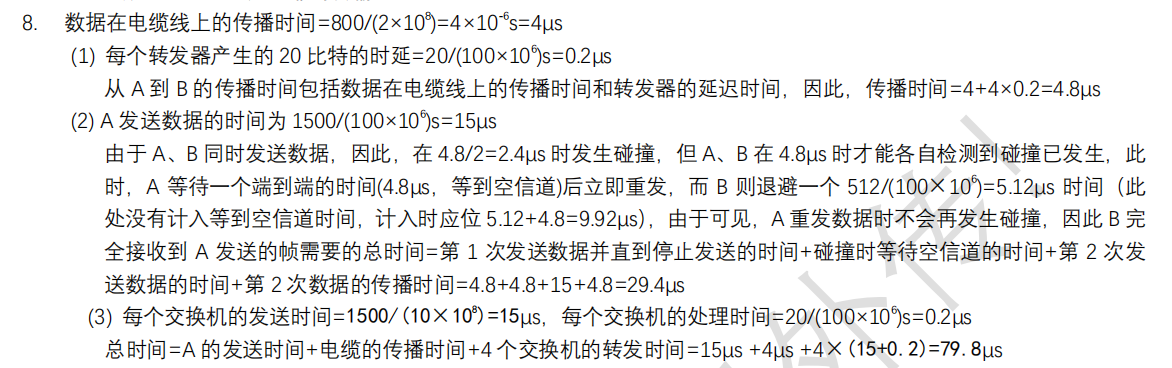 8. 数据在电缆线上的传播时间=800/(2×10⁸)=4×10⁻⁶s=4μs
(1) 每个转发器产生的 20 比特的时延=20/(100×10⁶)s=0.2μs
从 A 到 B 的传播时间包括数据在电缆线上的传播时间和转发器的延迟时间，因此，传播时间=4+4×0.2=4.8μs
(2) A 发送数据的时间为 1500/(100×10⁶)s=15μs
由于 A、B 同时发送数据，因此，在 4.8/2=2.4μs 时发生碰撞，但 A、B 在 4.8μs 时才能各自检测到碰撞已发生，此
时，A 等待一个端到端的时间(4.8μs，等到空信道)后立即重发，而 B 则退避一个 512/(100×10⁶)=5.12μs 时间（此
处没有计入等到空信道时间，计入时应位 5.12+4.8=9.92μs），由于可见，A 重发数据时不会再发生碰撞，因此 B 完
全接收到 A 发送的帧需要的总时间=第 1 次发送数据并直到停止发送的时间+碰撞时等待空信道的时间+第 2 次发
送数据的时间+第 2 次数据的传播时间=4.8+4.8+15+4.8=29.4μs
(3) 每个交换机的发送时间=1500/(10×10⁸)=15μs，每个交换机的处理时间=20/(100×10⁶)s=0.2μs
总时间=A 的发送时间+电缆的传播时间+4 个交换机的转发时间=15μs +4μs +4×(15+0.2)=79.8μs
外传！